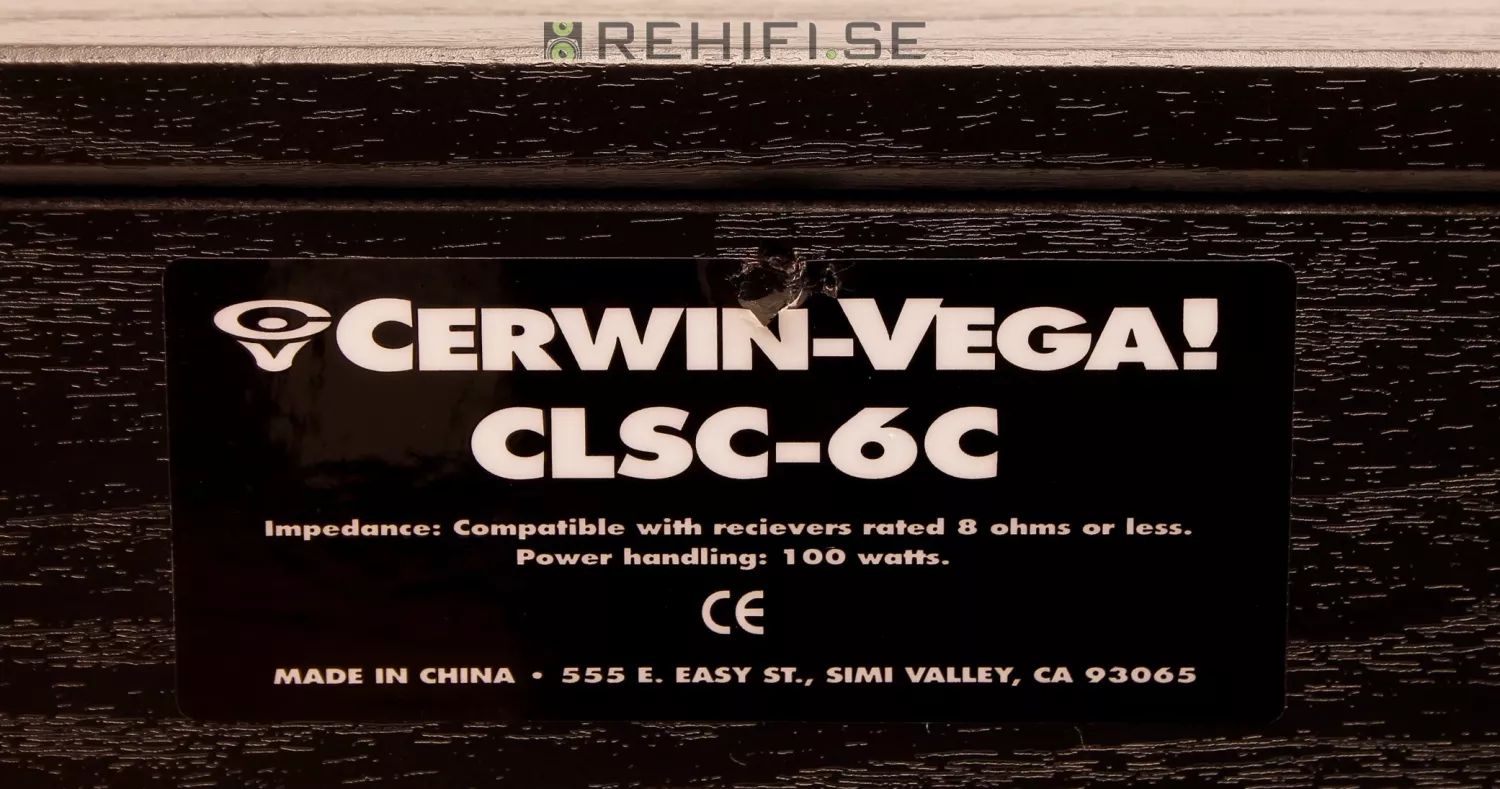 REHIFI.SE
CERWIN-VEGA!
CLSC-6C
Impedance: Compatible with recievers rated 8 ohms or less.
Power handling: 100 watts.
CE
MADE IN CHINA • 555 E. EASY ST., SIMI VALLEY, CA 93065